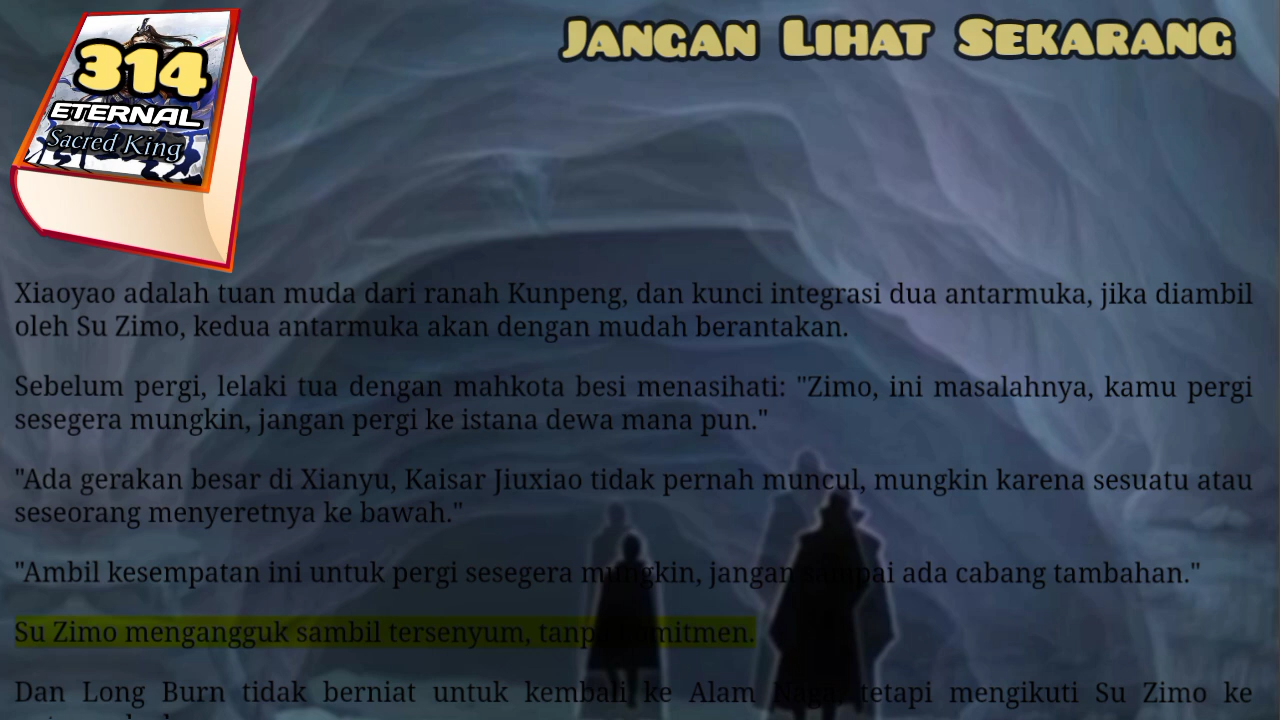 Jangan Lihat Sekarang
314
ETERNAL
Sacred King
Xiaoyao adalah tuan muda dari ranah Kunpeng, dan kunci integrasi dua antarmuka, jika diambil
oleh Su Zimo, kedua antarmuka akan dengan mudah berantakan.
Sebelum pergi, lelaki tua dengan mahkota besi menasihati: "Zimo, ini masalahnya, kamu pergi
sesegera mungkin, jangan pergi ke istana dewa mana pun."
"Ada gerakan besar di Xianyu, Kaisar Jiuxiao tidak pernah muncul, mungkin karena sesuatu atau
seseorang menyeretnya ke bawah."
"Ambil kesempatan ini untuk pergi sesegera mungkin, jangan sampai ada cabang tambahan."
Su Zimo mengangguk sambil tersenyum, tanpa komitmen.
Dan Long Burn tidak berniat untuk kembali ke Alam Naga, tetapi mengikuti Su Zimo ke